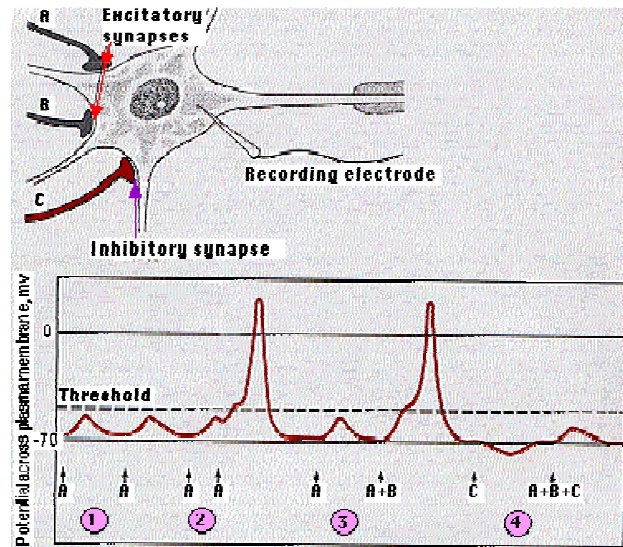 A
Excitatory
synapses
B
C
Recording electrode
Inhibitory synapse
Potential across plasma membrane, mv
0
Threshold
-70
A A A A A A+B C A+B+C
1 2 3 4